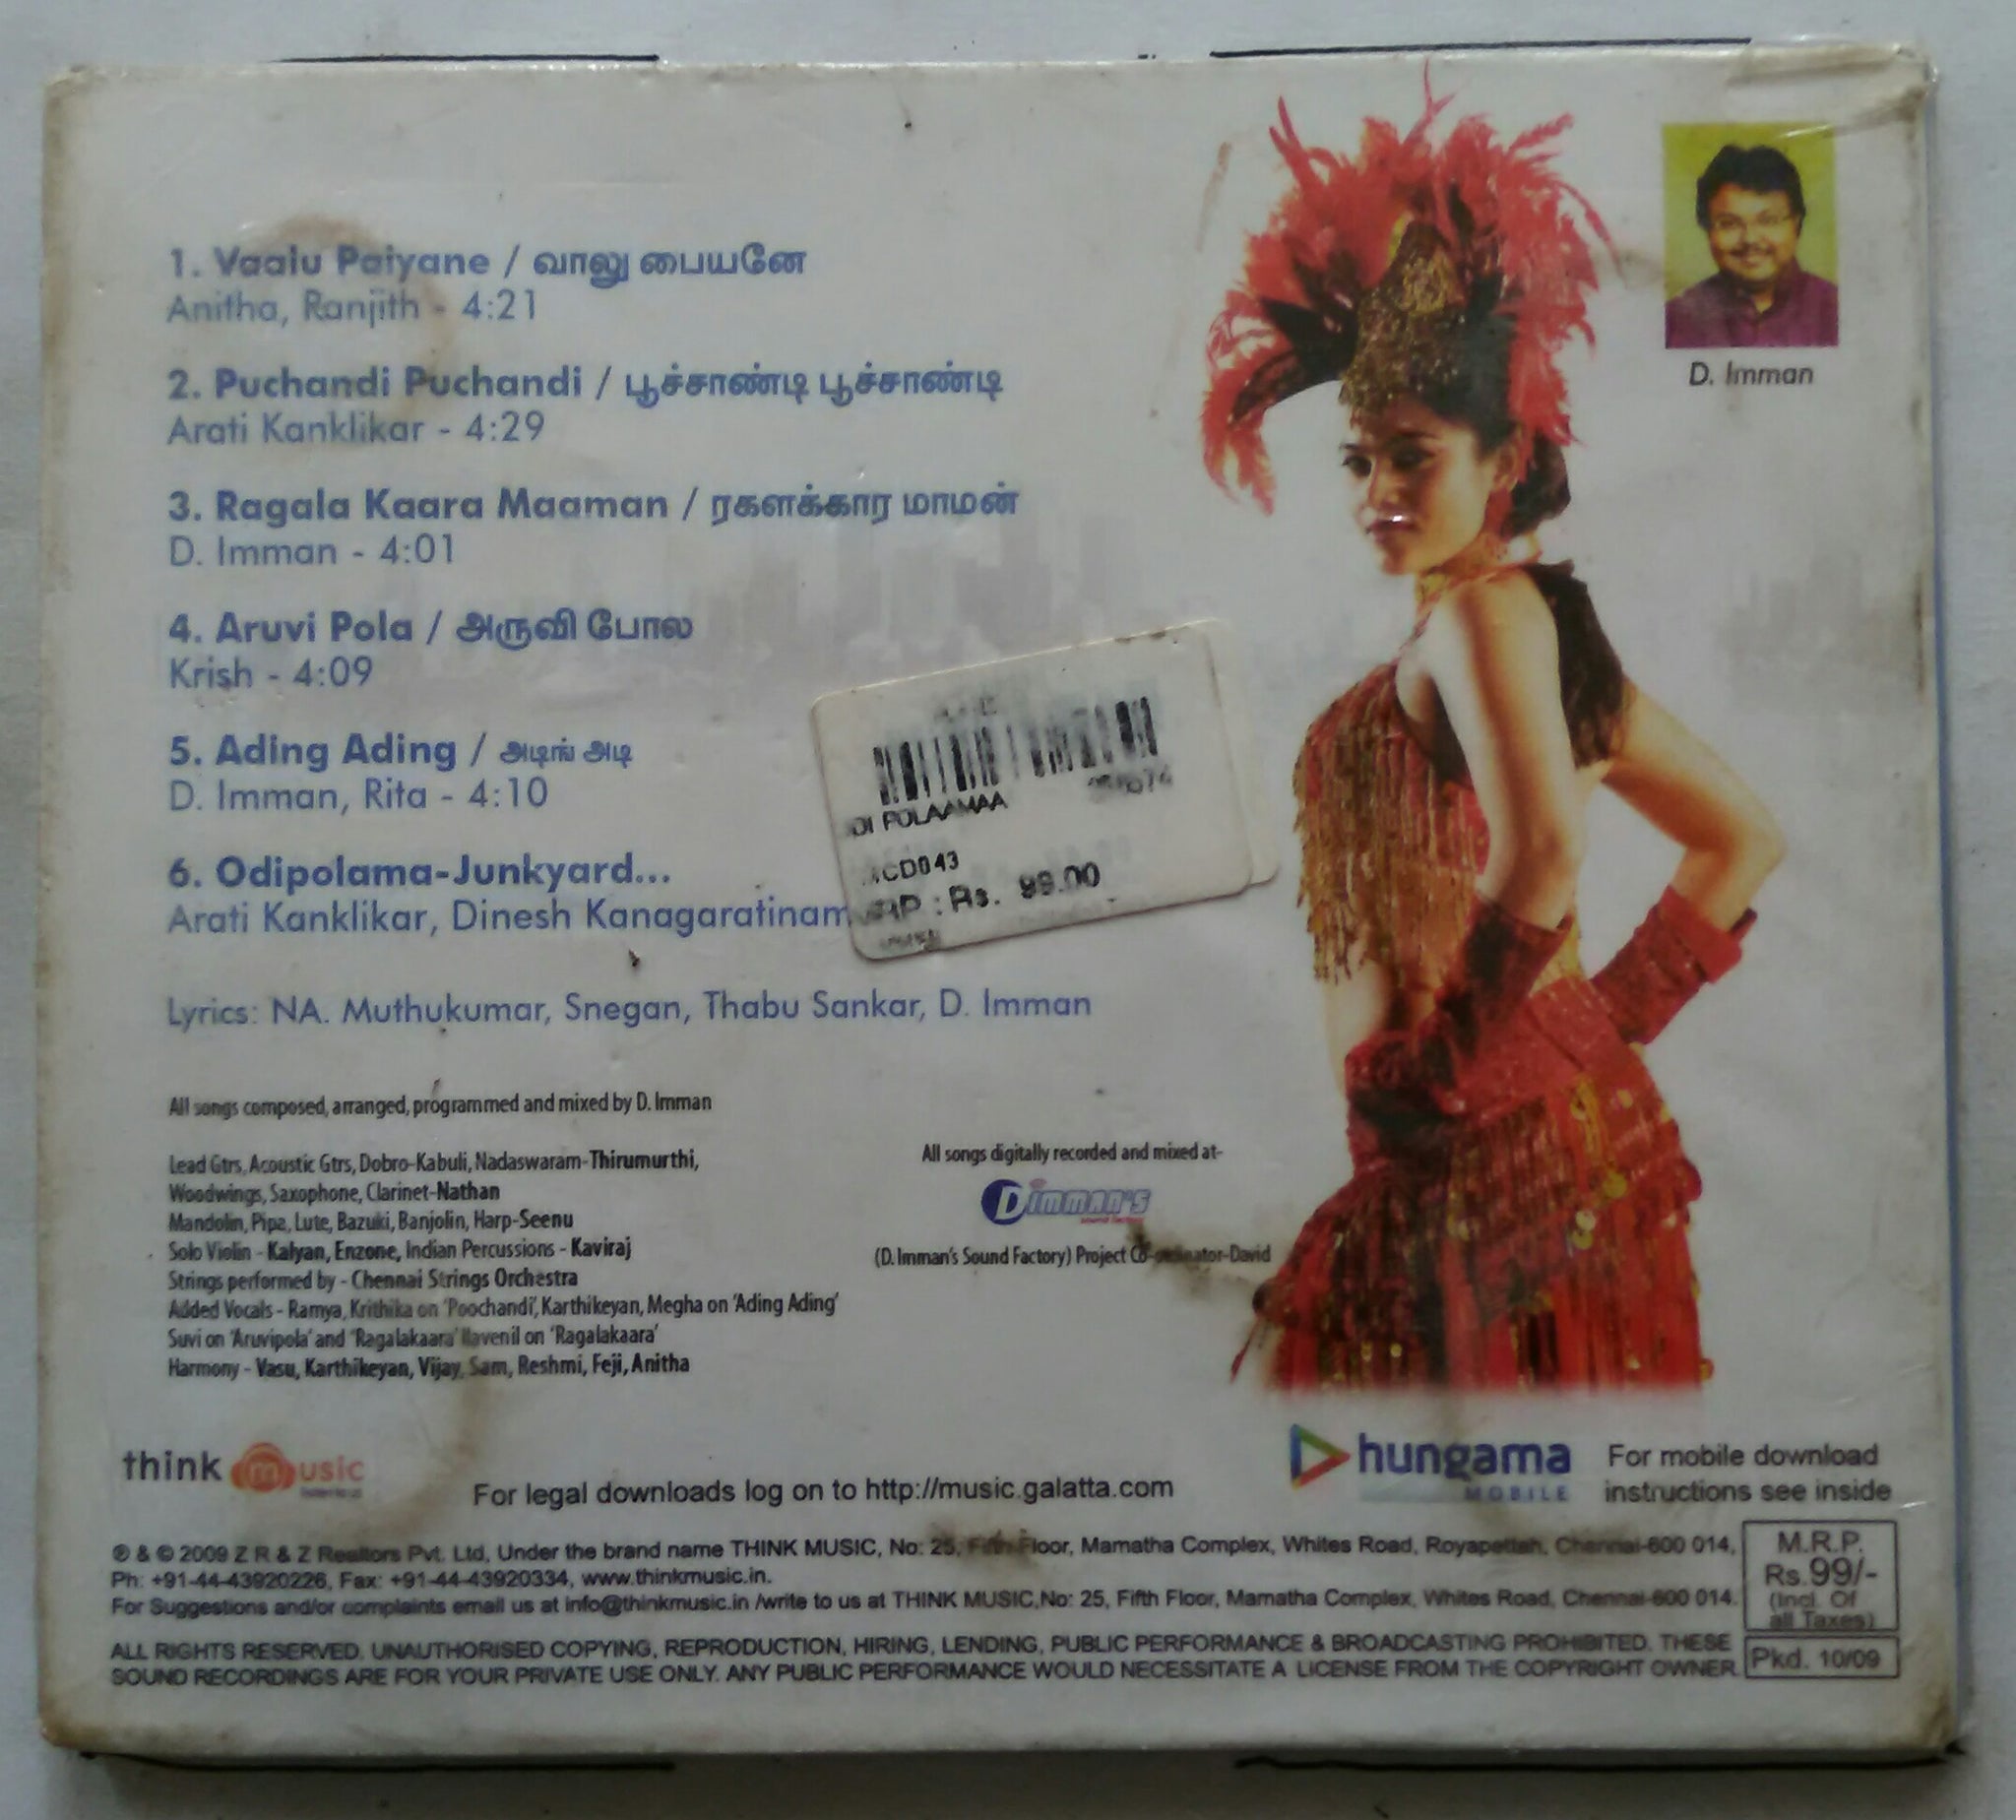 1. Vaalu Paiyane / வாலு பையனே
Anitha, Ranjith - 4:21
2. Puchandi Puchandi / பூச்சாண்டி பூச்சாண்டி
Arati Kanklikar - 4:29
3. Ragala Kaara Maaman / ரகளக்கார மாமன்
D. Imman - 4:01
4. Aruvi Pola / அருவி போல
Krish - 4:09
5. Ading Ading / அடிங் அடி
D. Imman, Rita - 4:10
6. Odipolama-Junkyard...
Arati Kanklikar, Dinesh Kanagaratinam
Lyrics: NA. Muthukumar, Snegan, Thabu Sankar, D. Imman
D. Imman
DI POLAAMAA
CD043
RP : Rs. 99.00
All songs composed, arranged, programmed and mixed by D. Imman
Lead Gtrs, Acoustic Gtrs, Dobro-Kabuli, Nadaswaram-Thirumurthi,
Woodwings, Saxophone, Clarinet-Nathan
Mandolin, Pipa, Lute, Bazuki, Banjolin, Harp-Seenu
Solo Violin - Kalyan, Enzone, Indian Percussions - Kaviraj
Strings performed by - Chennai Strings Orchestra
Added Vocals - Ramya, Krithika on 'Poochandi', Karthikeyan, Megha on 'Ading Ading'
Suvi on 'Aruvipola' and 'Ragalakaara' Ilavenil on 'Ragalakaara'
Harmony - Vasu, Karthikeyan, Vijay, Sam, Reshmi, Feji, Anitha
All songs digitally recorded and mixed at-
DIMMAN'S
sound factory
(D. Imman's Sound Factory) Project Co-ordinator-David
think music
For legal downloads log on to http://music.galatta.com
hungama
MOBILE
For mobile download
instructions see inside
℗ & © 2009 Z R & Z Realtors Pvt. Ltd, Under the brand name THINK MUSIC, No: 25, Fifth Floor, Mamatha Complex, Whites Road, Royapettah, Chennai-600 014,
Ph: +91-44-43920226, Fax: +91-44-43920334, www.thinkmusic.in.
For Suggestions and/or complaints email us at info@thinkmusic.in /write to us at THINK MUSIC,No: 25, Fifth Floor, Mamatha Complex, Whites Road, Chennai-600 014.
ALL RIGHTS RESERVED. UNAUTHORISED COPYING, REPRODUCTION, HIRING, LENDING, PUBLIC PERFORMANCE & BROADCASTING PROHIBITED. THESE
SOUND RECORDINGS ARE FOR YOUR PRIVATE USE ONLY. ANY PUBLIC PERFORMANCE WOULD NECESSITATE A LICENSE FROM THE COPYRIGHT OWNER.
M.R.P.
Rs.99/-
(Incl. Of
all Taxes)
Pkd. 10/09